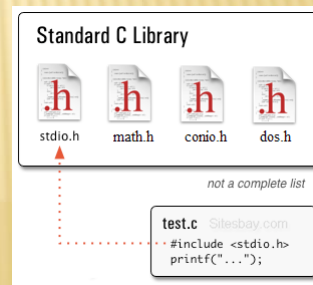 Standard C Library
.h .h .h .h
stdio.h math.h conio.h dos.h
not a complete list
test.c Sitesbay.com
#include <stdio.h>
printf("...");